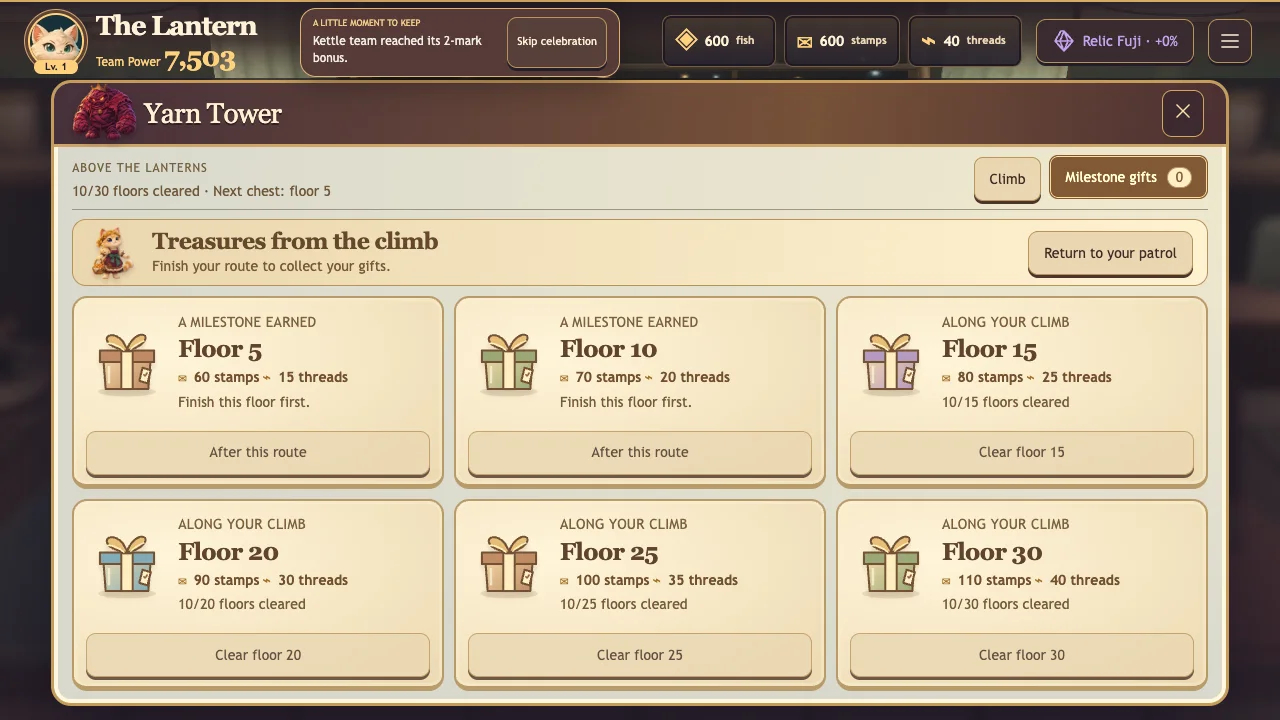 The Lantern
Team Power 7,503
Lv. 1
A LITTLE MOMENT TO KEEP
Kettle team reached its 2-mark
bonus.
Skip celebration
600 fish
600 stamps
40 threads
Relic Fuji · +0%
Yarn Tower
ABOVE THE LANTERNS
10/30 floors cleared · Next chest: floor 5
Climb
Milestone gifts 0
Treasures from the climb
Finish your route to collect your gifts.
Return to your patrol
A MILESTONE EARNED
Floor 5
60 stamps 15 threads
Finish this floor first.
After this route
A MILESTONE EARNED
Floor 10
70 stamps 20 threads
Finish this floor first.
After this route
ALONG YOUR CLIMB
Floor 15
80 stamps 25 threads
10/15 floors cleared
Clear floor 15
ALONG YOUR CLIMB
Floor 20
90 stamps 30 threads
10/20 floors cleared
Clear floor 20
ALONG YOUR CLIMB
Floor 25
100 stamps 35 threads
10/25 floors cleared
Clear floor 25
ALONG YOUR CLIMB
Floor 30
110 stamps 40 threads
10/30 floors cleared
Clear floor 30